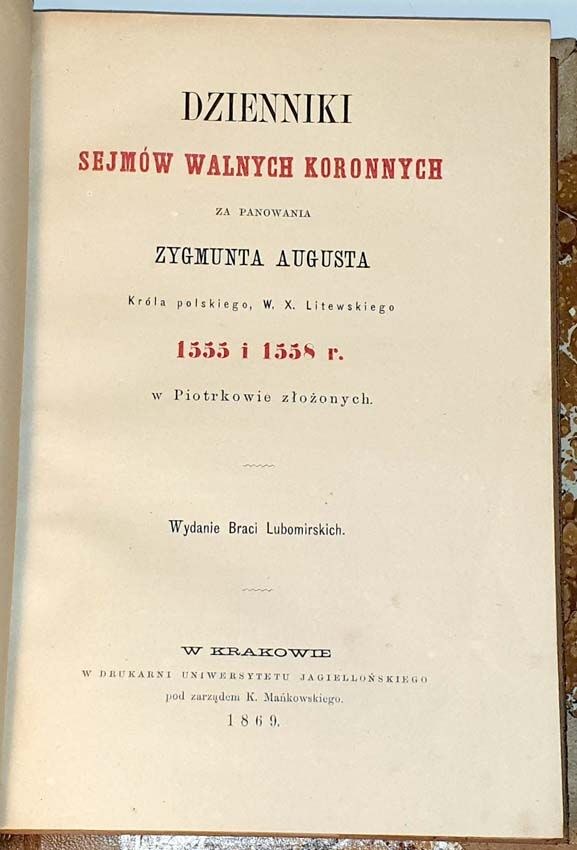 DZIENNIKI
SEJMÓW WALNYCH KORONNYCH
ZA PANOWANIA
ZYGMUNTA AUGUSTA
Króla polskiego, W. X. Litewskiego
1555 i 1558 r.
w Piotrkowie złożonych.
Wydanie Braci Lubomirskich.
W KRAKOWIE
W DRUKARNI UNIWERSYTETU JAGIELLOŃSKIEGO
pod zarządem K. Mańkowskiego.
1869.